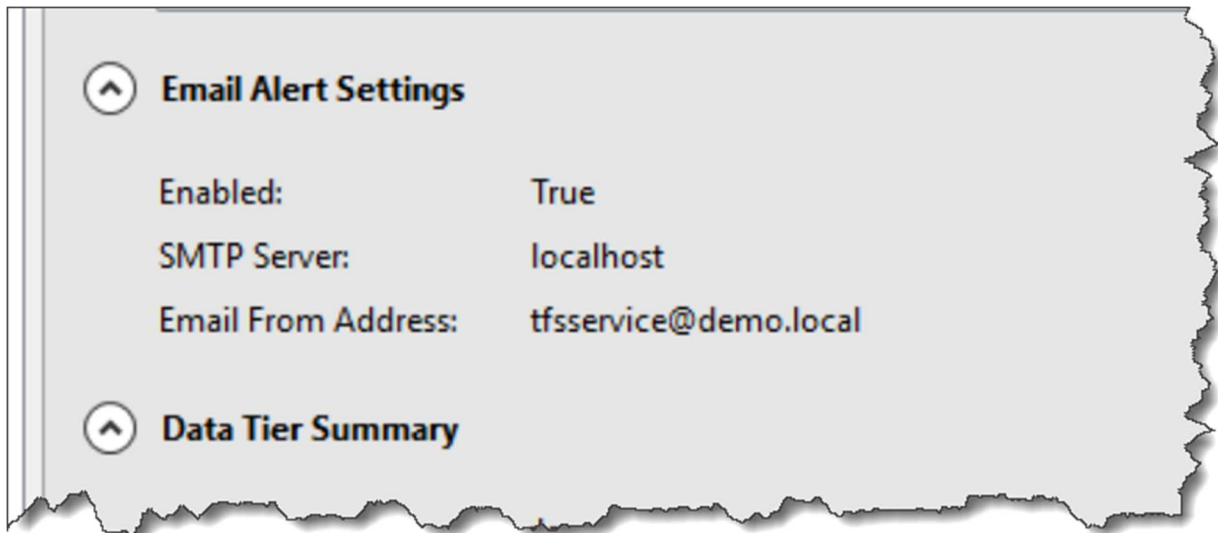 Email Alert Settings
Enabled: True
SMTP Server: localhost
Email From Address: tfsservice@demo.local
Data Tier Summary